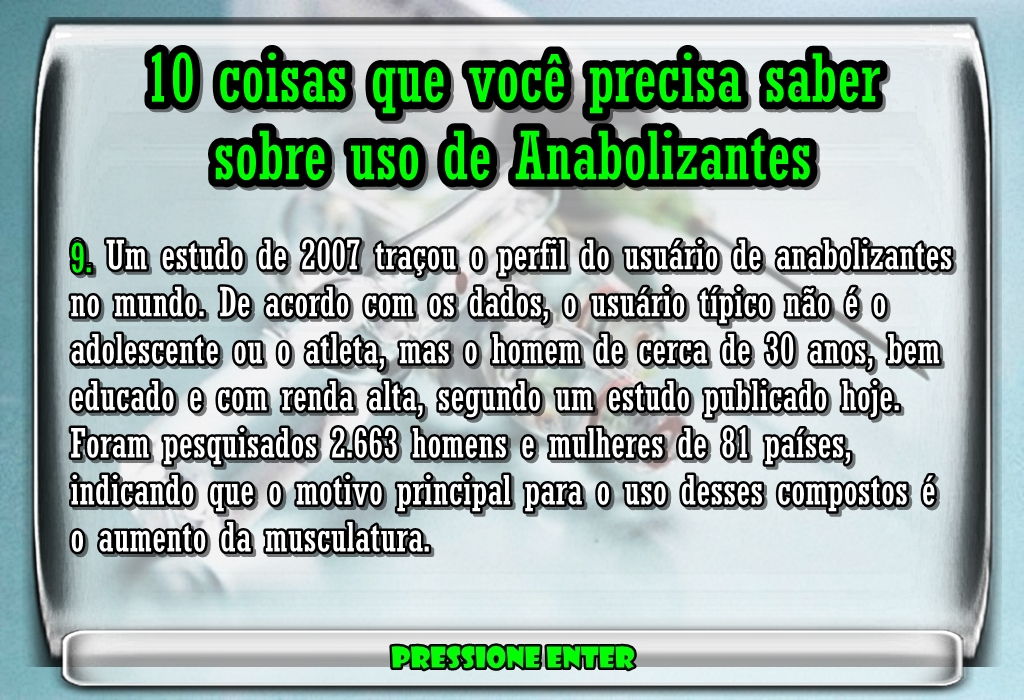 10 coisas que você precisa saber
sobre uso de Anabolizantes
9. Um estudo de 2007 traçou o perfil do usuário de anabolizantes
no mundo. De acordo com os dados, o usuário típico não é o
adolescente ou o atleta, mas o homem de cerca de 30 anos, bem
educado e com renda alta, segundo um estudo publicado hoje.
Foram pesquisados 2.663 homens e mulheres de 81 países,
indicando que o motivo principal para o uso desses compostos é
o aumento da musculatura.
PRESSIONE ENTER